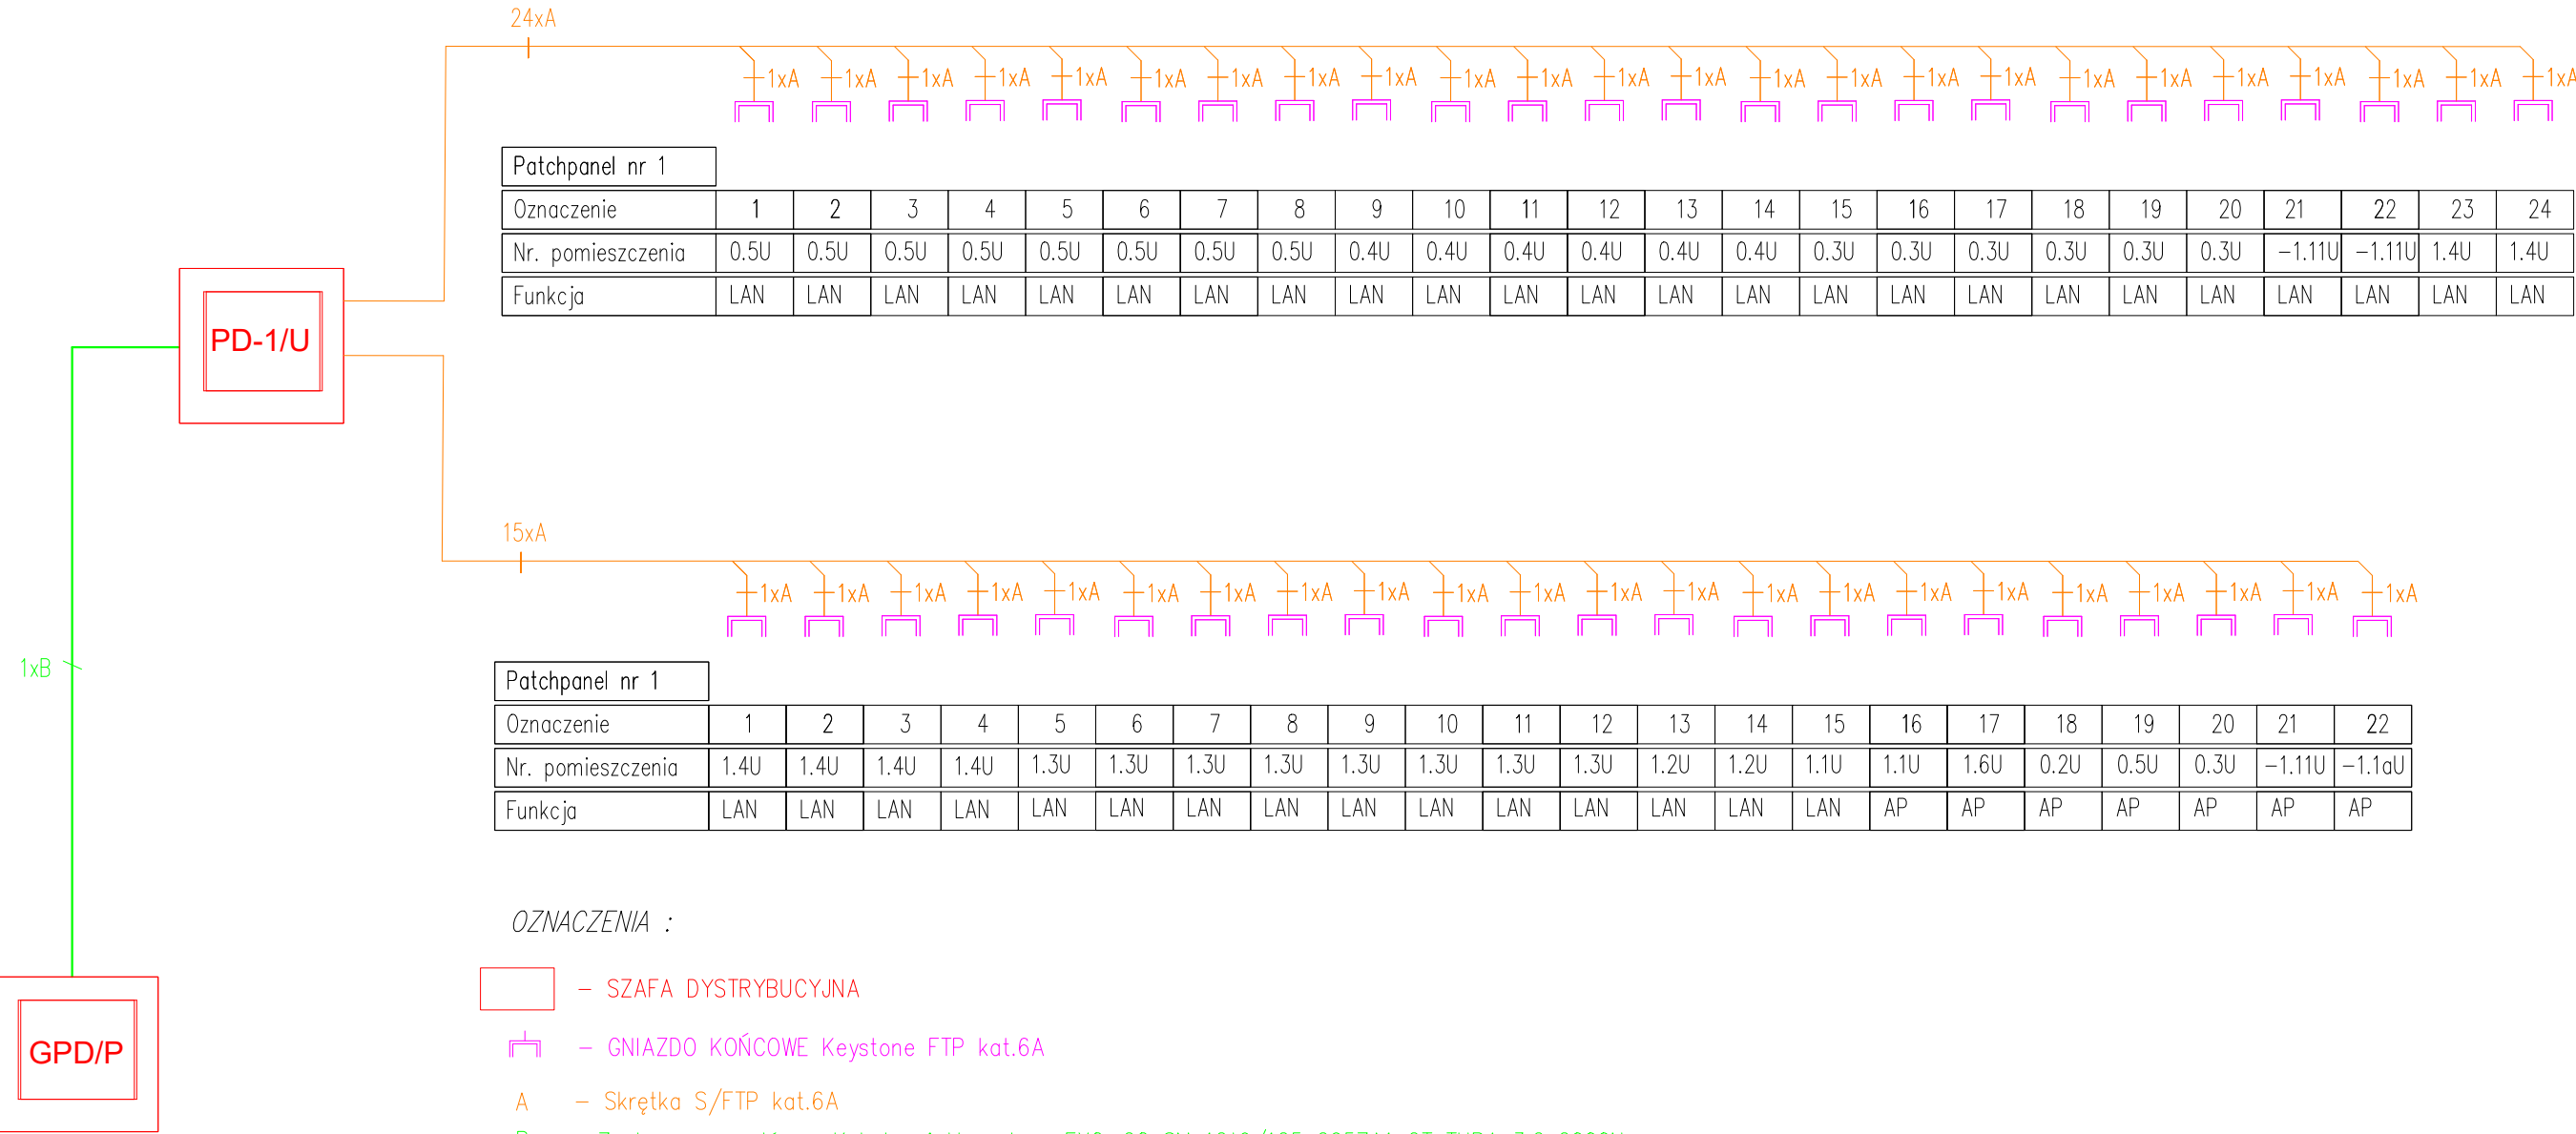 24xA
1xA 1xA 1xA 1xA 1xA 1xA 1xA 1xA 1xA 1xA 1xA 1xA 1xA 1xA 1xA 1xA 1xA 1xA 1xA 1xA 1xA 1xA 1xA 1xA
Patchpanel nr 1
Oznaczenie 1 2 3 4 5 6 7 8 9 10 11 12 13 14 15 16 17 18 19 20 21 22 23 24
Nr. pomieszczenia 0.5U 0.5U 0.5U 0.5U 0.5U 0.5U 0.5U 0.5U 0.4U 0.4U 0.4U 0.4U 0.4U 0.4U 0.3U 0.3U 0.3U 0.3U 0.3U 0.3U -1.11U -1.11U 1.4U 1.4U
Funkcja LAN LAN LAN LAN LAN LAN LAN LAN LAN LAN LAN LAN LAN LAN LAN LAN LAN LAN LAN LAN LAN LAN LAN LAN
PD-1/U
15xA
1xA 1xA 1xA 1xA 1xA 1xA 1xA 1xA 1xA 1xA 1xA 1xA 1xA 1xA 1xA 1xA 1xA 1xA 1xA 1xA 1xA 1xA
1xB
Patchpanel nr 1
Oznaczenie 1 2 3 4 5 6 7 8 9 10 11 12 13 14 15 16 17 18 19 20 21 22
Nr. pomieszczenia 1.4U 1.4U 1.4U 1.4U 1.3U 1.3U 1.3U 1.3U 1.3U 1.3U 1.3U 1.3U 1.2U 1.2U 1.1U 1.1U 1.6U 0.2U 0.5U 0.3U -1.11U -1.1aU
Funkcja LAN LAN LAN LAN LAN LAN LAN LAN LAN LAN LAN LAN LAN LAN LAN AP AP AP AP AP AP AP
OZNACZENIA :
- SZAFA DYSTRYBUCYJNA
- GNIAZDO KOŃCOWE Keystone FTP kat.6A
GPD/P
A - Skrętka S/FTP kat.6A